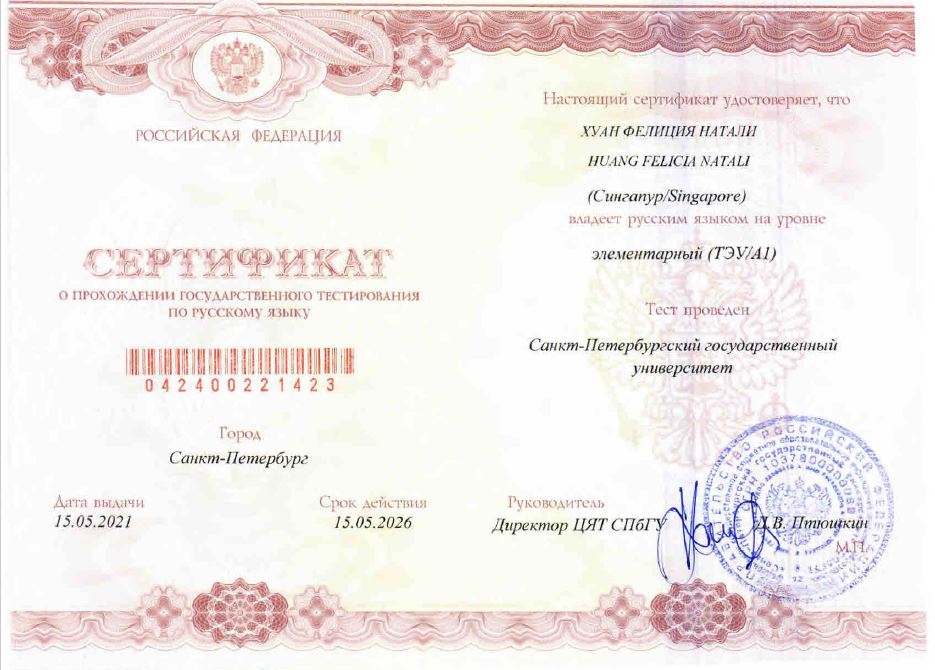 РОССИЙСКАЯ ФЕДЕРАЦИЯ
СЕРТИФИКАТ
О ПРОХОЖДЕНИИ ГОСУДАРСТВЕННОГО ТЕСТИРОВАНИЯ
ПО РУССКОМУ ЯЗЫКУ
042400221423
Город
Санкт-Петербург
Дата выдачи
15.05.2021
Срок действия
15.05.2026
Настоящий сертификат удостоверяет, что
ХУАН ФЕЛИЦИЯ НАТАЛИ
HUANG FELICIA NATALI
(Сингапур/Singapore)
владеет русским языком на уровне
элементарный (ТЭУ/А1)
Тест проведен
Санкт-Петербургский государственный
университет
Руководитель
Директор ЦЯТ СПбГУ
Д.В. Птюшкин
М.П.